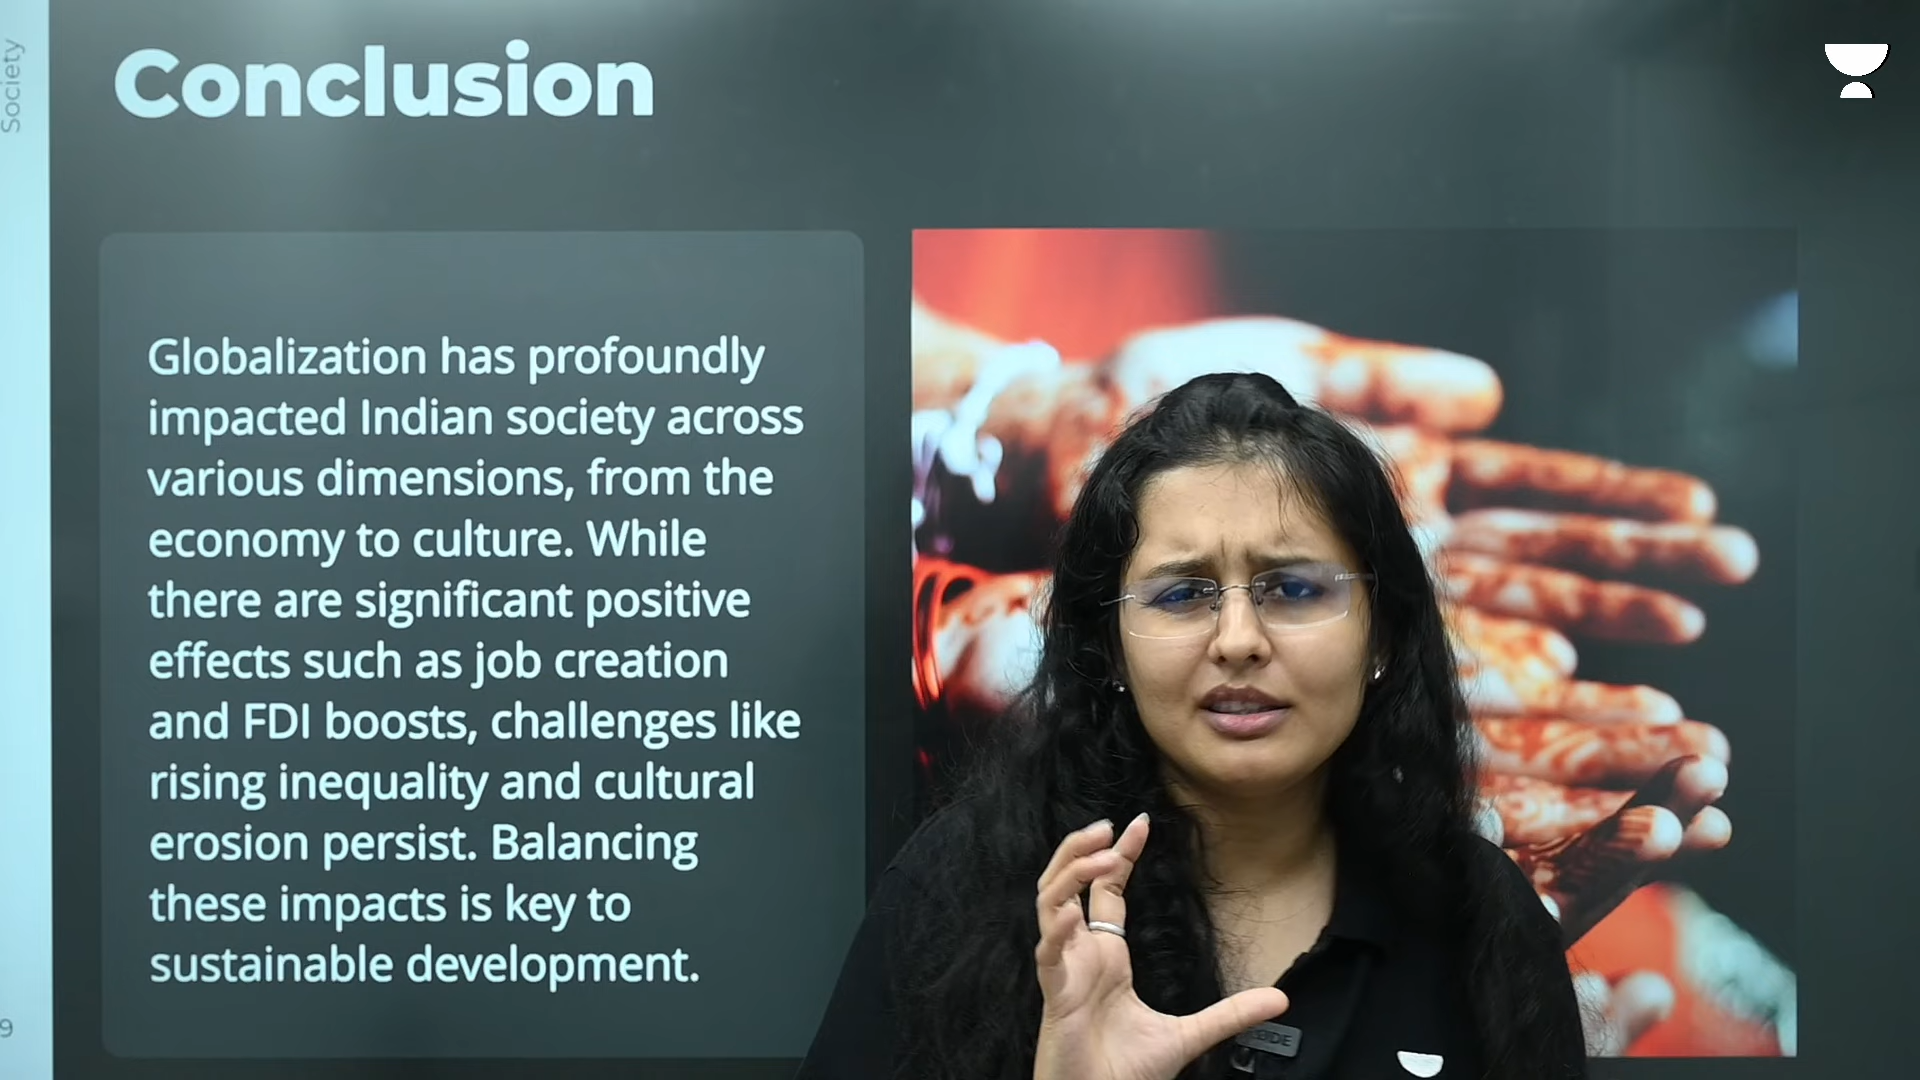 Society
Conclusion
Globalization has profoundly
impacted Indian society across
various dimensions, from the
economy to culture. While
there are significant positive
effects such as job creation
and FDI boosts, challenges like
rising inequality and cultural
erosion persist. Balancing
these impacts is key to
sustainable development.
9